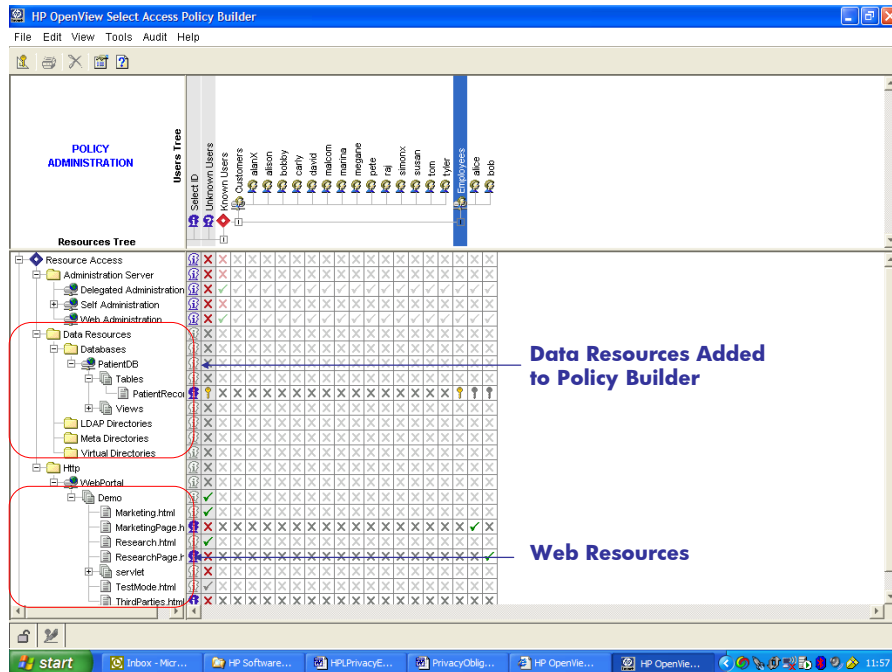 HP OpenView Select Access Policy Builder
File Edit View Tools Audit Help
POLICY
ADMINISTRATION
Users Tree
Resources Tree
Select ID
Unknown Users
Known Users
Customers
alanX
alison
bobby
carly
david
malcom
marina
megane
pete
raj
simonx
susan
tom
tyler
Employees
alice
bob
Resource Access
Administration Server
Delegated Administration
Self Administration
Web Administration
Data Resources
Databases
PatientDB
Tables
PatientRecor
Views
LDAP Directories
Meta Directories
Virtual Directories
Http
WebPortal
Demo
Marketing.html
MarketingPage.h
Research.html
ResearchPage.h
servlet
TestMode.html
ThirdParties.html
Data Resources Added
to Policy Builder
Web Resources
start
Inbox - Micr...
HP Software...
HPLPrivacyE...
PrivacyOblig...
HP OpenVie...
HP OpenVie...
11:57